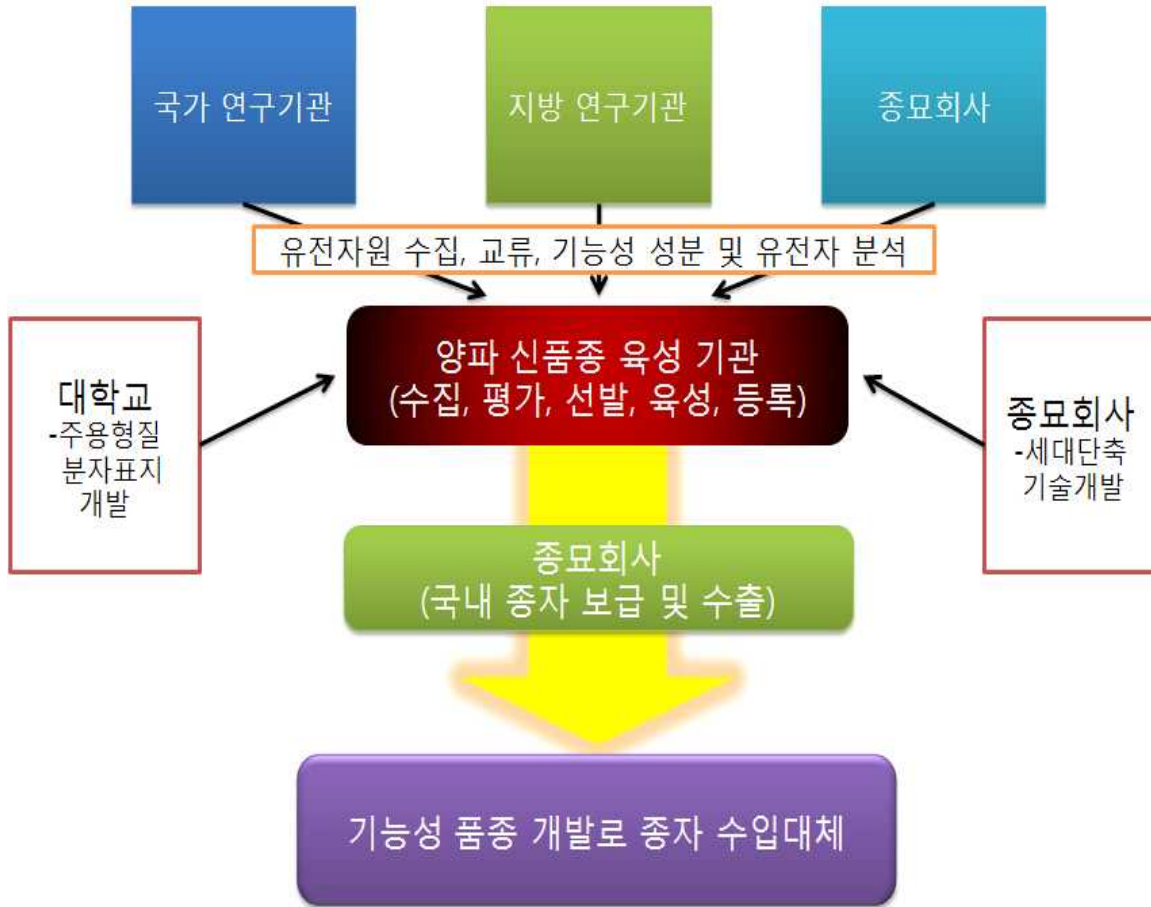 국가 연구기관
지방 연구기관
종묘회사
유전자원 수집, 교류, 기능성 성분 및 유전자 분석
양파 신품종 육성 기관
(수집, 평가, 선발, 육성, 등록)
대학교
-주용형질
분자표지
개발
종묘회사
-세대단축
기술개발
종묘회사
(국내 종자 보급 및 수출)
기능성 품종 개발로 종자 수입대체